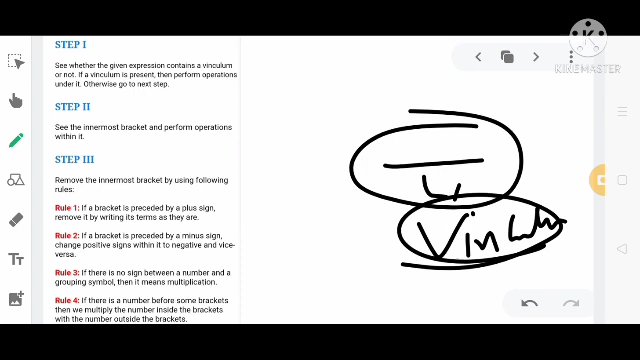 STEP I
See whether the given expression contains a vinculum
or not. If a vinculum is present, then perform operations
under it. Otherwise go to next step.
STEP II
See the innermost bracket and perform operations
within it.
STEP III
Remove the innermost bracket by using following
rules:
Rule 1: If a bracket is preceded by a plus sign,
remove it by writing its terms as they are.
Rule 2: If a bracket is preceded by a minus sign,
change positive signs within it to negative and vice-
versa.
Rule 3: If there is no sign between a number and a
grouping symbol, then it means multiplication.
Rule 4: If there is a number before some brackets
then we multiply the number inside the brackets
with the number outside the brackets.
Tт
K
KINEMASTER